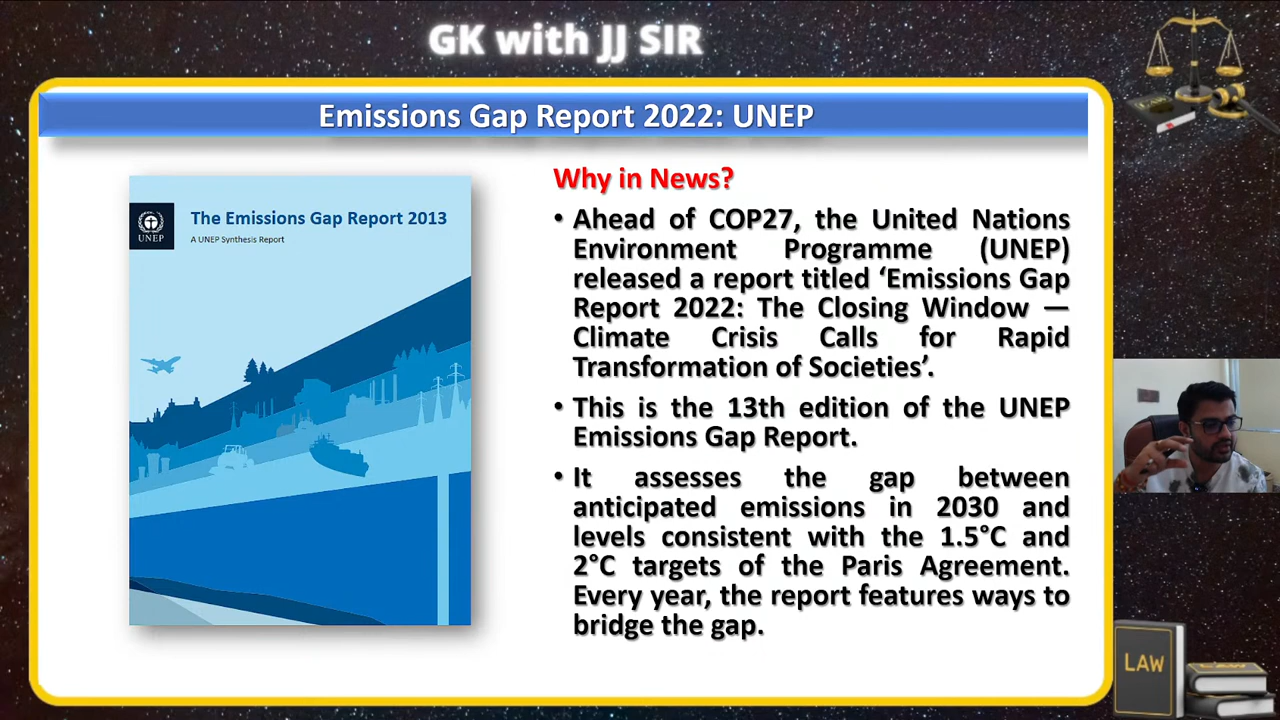 GK with JJ SIR
Emissions Gap Report 2022: UNEP
UNEP
The Emissions Gap Report 2013
A UNEP Synthesis Report
Why in News?
• Ahead of COP27, the United Nations
Environment Programme (UNEP)
released a report titled ‘Emissions Gap
Report 2022: The Closing Window —
Climate Crisis Calls for Rapid
Transformation of Societies’.
• This is the 13th edition of the UNEP
Emissions Gap Report.
• It assesses the gap between
anticipated emissions in 2030 and
levels consistent with the 1.5°C and
2°C targets of the Paris Agreement.
Every year, the report features ways to
bridge the gap.
LAW